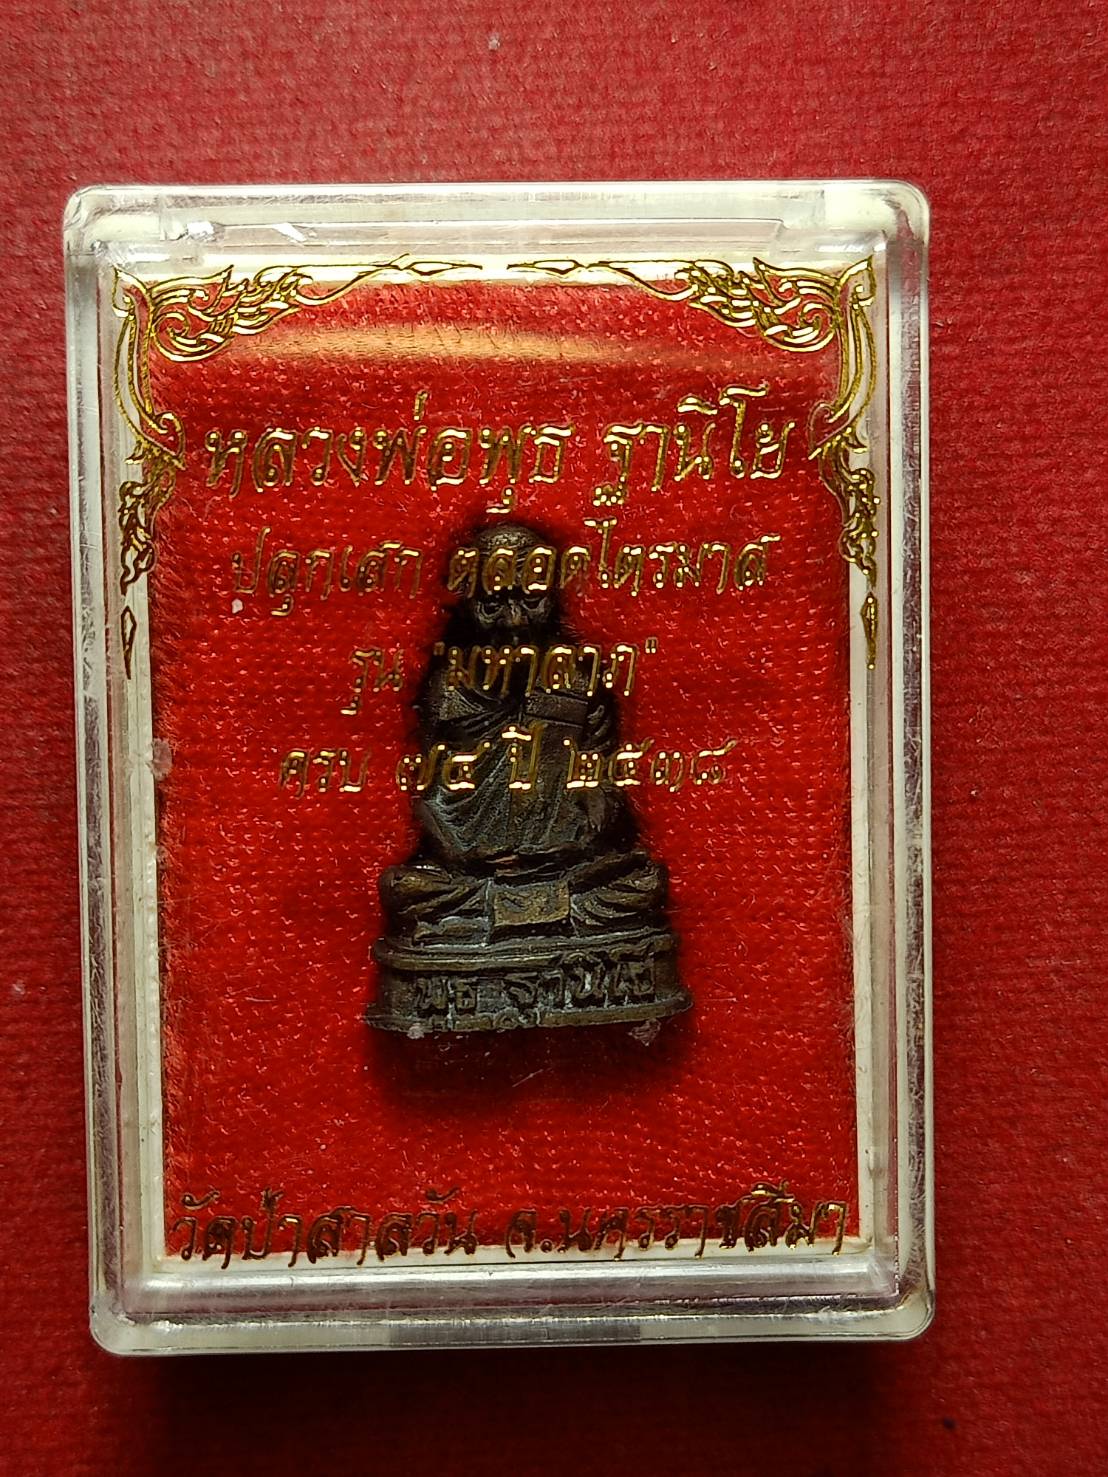 หลวงพ่อพุธ ฐานิโย
ปลุกเสก ตลอดไตรมาส
รุ่น "มหาลาภ"
ครบ ๗๔ ปี ๒๕๓๘
พุธ ฐานิโย
วัดป่าสาลวัน จ.นครราชสีมา